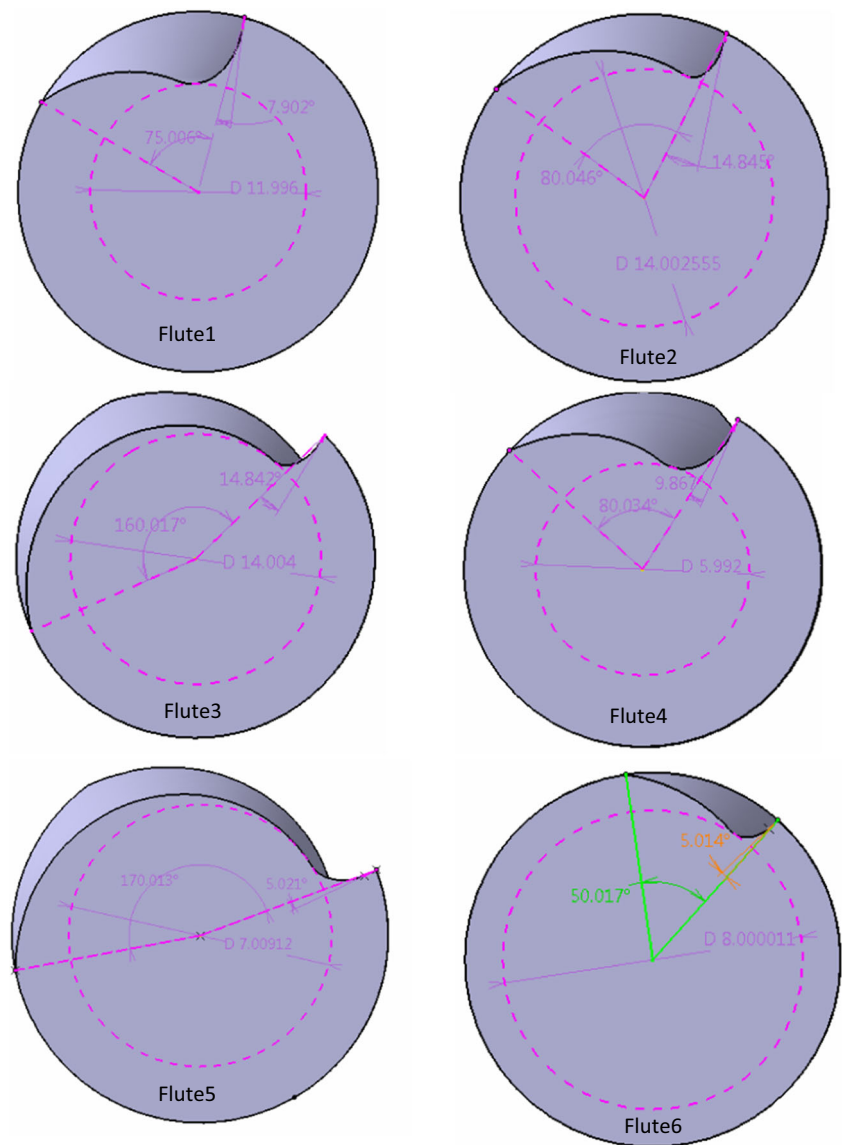 7.902°
75.006°
D 11.996
Flute1
14.845°
80.046°
D 14.002555
Flute2
14.842°
160.017°
D 14.004
Flute3
9.867
80.034°
D 5.992
Flute4
170.013°
5.021°
D 7.00912
Flute5
5.014°
50.017°
D 8.000011
Flute6